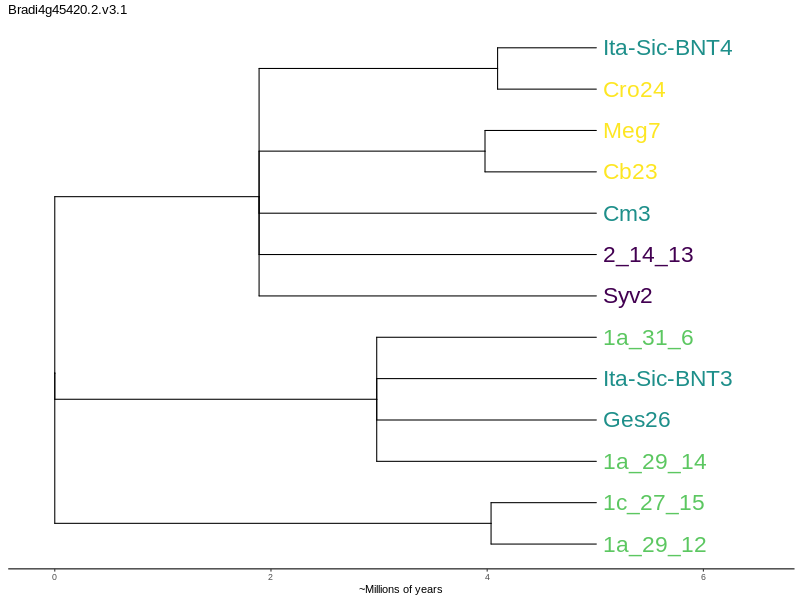 Bradi4g45420.2.v3.1
Ita-Sic-BNT4
Cro24
Meg7
Cb23
Cm3
2_14_13
Syv2
1a_31_6
Ita-Sic-BNT3
Ges26
1a_29_14
1c_27_15
1a_29_12
0 2 4 6
~Millions of years